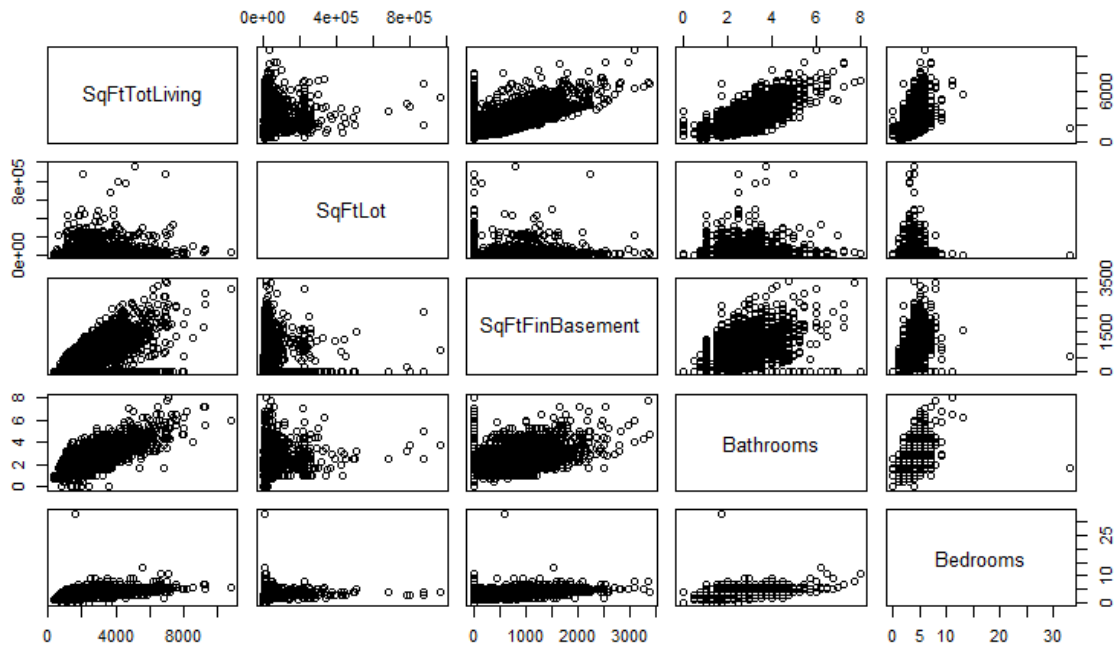 0e+00 4e+05 8e+05 0 2 4 6 8
SqFtTotLiving
0 6000
0e+00 8e+05
SqFtLot
SqFtFinBasement
0 1500 3500
0 2 4 6 8
Bathrooms
Bedrooms
0 10 25
0 4000 8000 0 1000 2000 3000 0 5 10 20 30